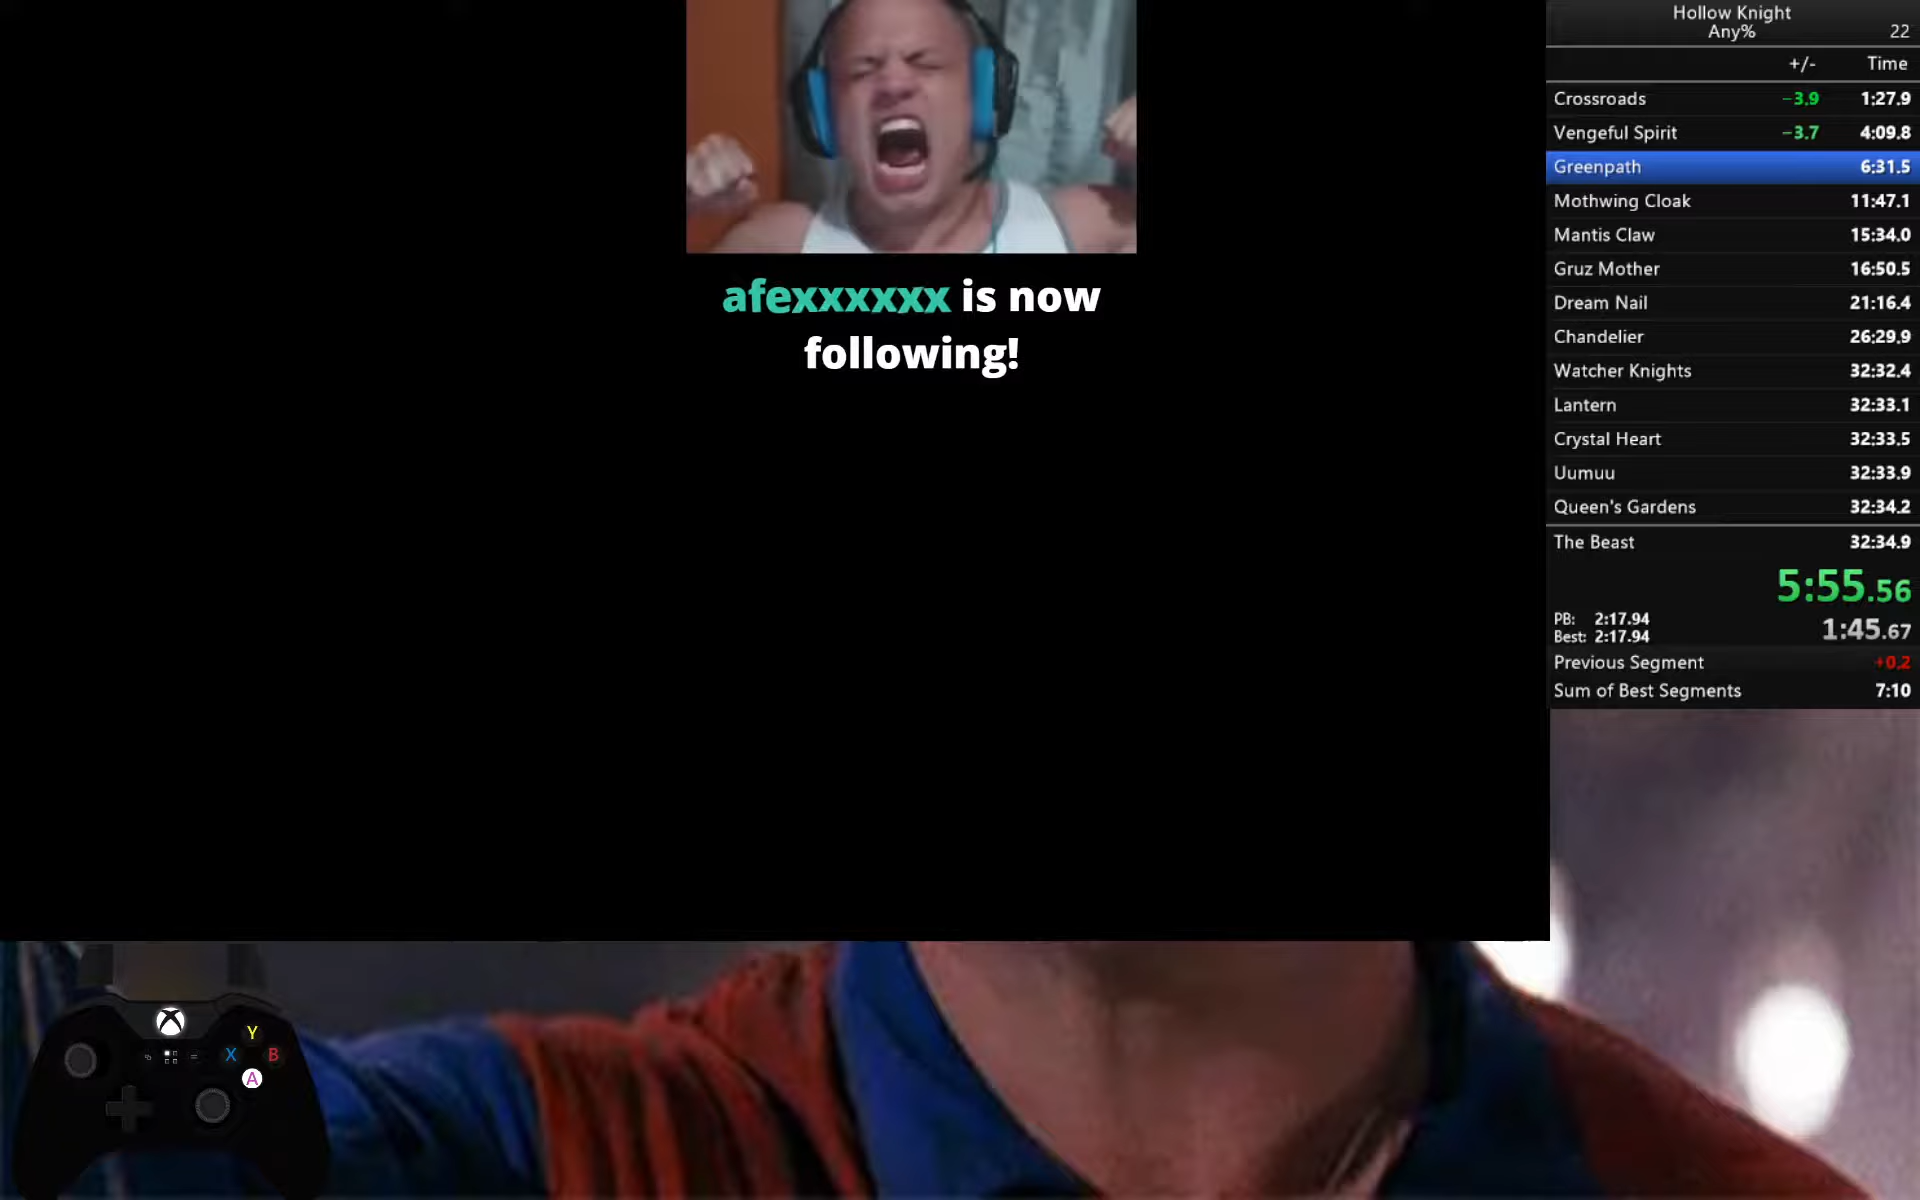 Hollow Knight
Any%
22
+/- Time
Crossroads −3.9 1:27.9
Vengeful Spirit −3.7 4:09.8
Greenpath 6:31.5
Mothwing Cloak 11:47.1
Mantis Claw 15:34.0
Gruz Mother 16:50.5
Dream Nail 21:16.4
Chandelier 26:29.9
Watcher Knights 32:32.4
Lantern 32:33.1
Crystal Heart 32:33.5
Uumuu 32:33.9
Queen's Gardens 32:34.2
The Beast 32:34.9
5:55.56
PB: 2:17.94
Best: 2:17.94
1:45.67
Previous Segment +0.2
Sum of Best Segments 7:10
afexxxxxx is now
following!
Y
X B
A